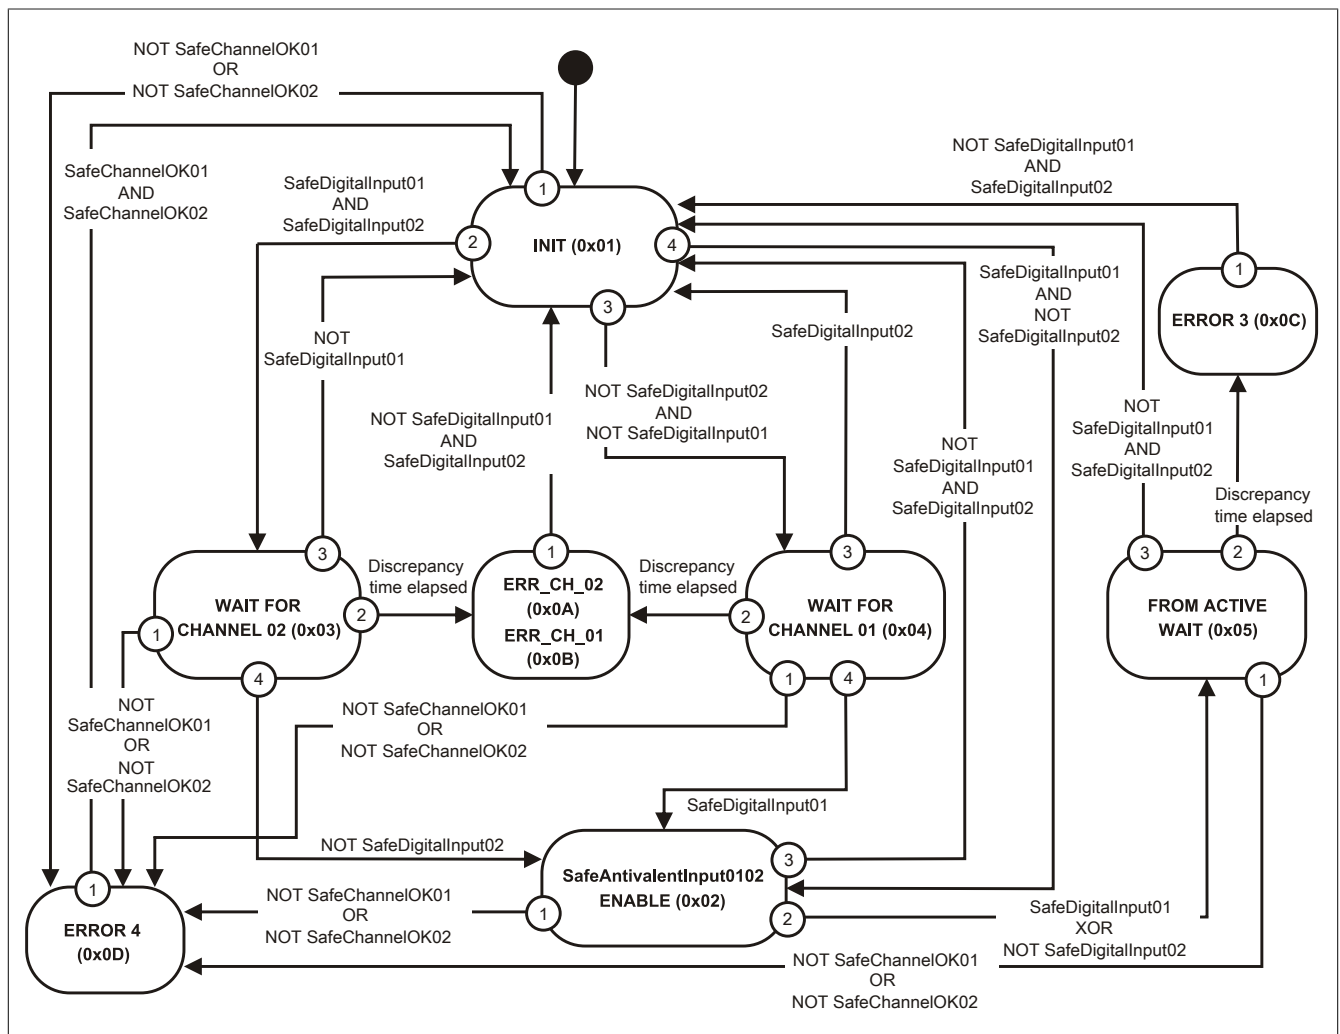 NOT SafeChannelOK01
OR
NOT SafeChannelOK02
SafeChannelOK01
AND
SafeChannelOK02
SafeDigitalInput01
AND
SafeDigitalInput02
1
2
INIT (0x01)
4
3
NOT SafeDigitalInput01
AND
SafeDigitalInput02
SafeDigitalInput01
AND
NOT
SafeDigitalInput02
1
ERROR 3 (0x0C)
NOT
SafeDigitalInput01
SafeDigitalInput02
NOT SafeDigitalInput02
AND
NOT SafeDigitalInput01
NOT SafeDigitalInput01
AND
SafeDigitalInput02
NOT
SafeDigitalInput01
AND
SafeDigitalInput02
NOT
SafeDigitalInput01
AND
SafeDigitalInput02
Discrepancy
time elapsed
3
WAIT FOR
CHANNEL 02 (0x03)
1
2
4
Discrepancy
time elapsed
1
ERR_CH_02
(0x0A)
ERR_CH_01
(0x0B)
Discrepancy
time elapsed
3
2
WAIT FOR
CHANNEL 01 (0x04)
1
4
3
2
FROM ACTIVE
WAIT (0x05)
1
NOT
SafeChannelOK01
OR
NOT
SafeChannelOK02
NOT SafeChannelOK01
OR
NOT SafeChannelOK02
SafeDigitalInput01
NOT SafeDigitalInput02
SafeAntivalentInput0102
ENABLE (0x02)
3
1
2
1
ERROR 4
(0x0D)
NOT SafeChannelOK01
OR
NOT SafeChannelOK02
SafeDigitalInput01
XOR
NOT SafeDigitalInput02
NOT SafeChannelOK01
OR
NOT SafeChannelOK02